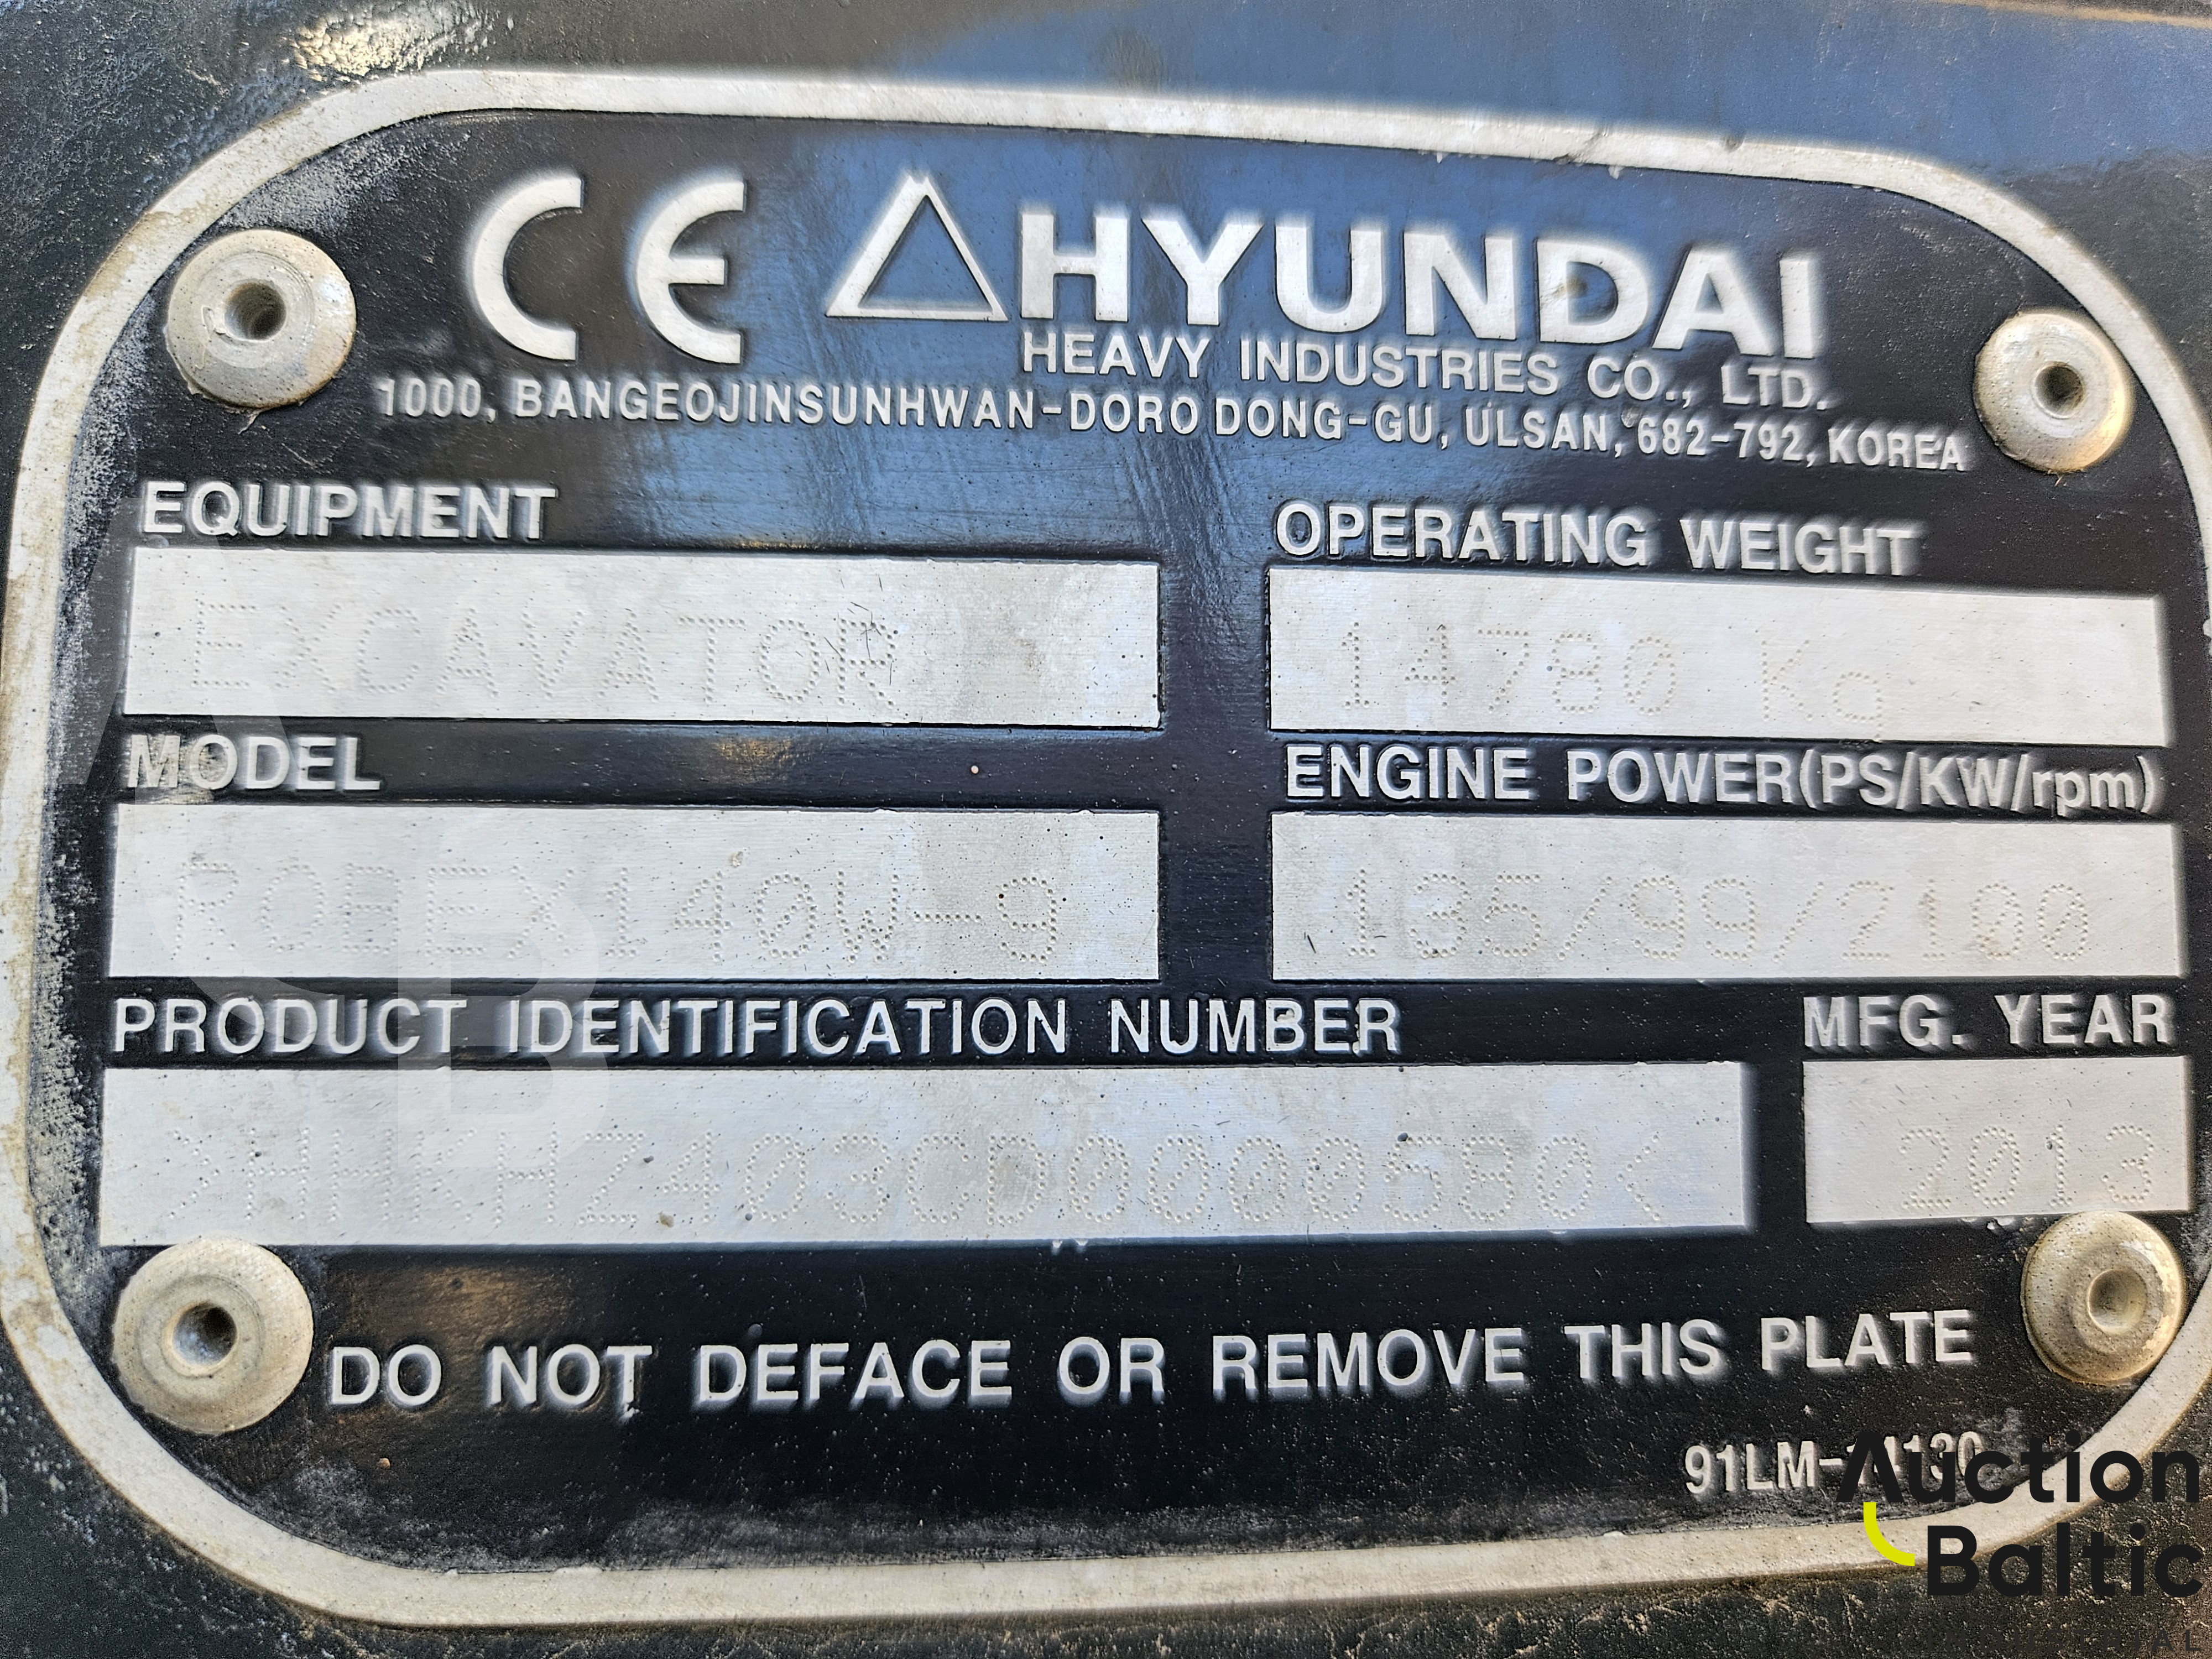 CE HYUNDAI
HEAVY INDUSTRIES CO., LTD.
1000, BANGEOJINSUNHWAN-DORO DONG-GU, ULSAN, 682-792, KOREA
EQUIPMENT
EXCAVATOR
OPERATING WEIGHT
14780 Kg
MODEL
ROBEX140W-9
ENGINE POWER(PS/KW/rpm)
135/99/2100
PRODUCT IDENTIFICATION NUMBER
>HHKHZ403CD0000580<
MFG. YEAR
2013
DO NOT DEFACE OR REMOVE THIS PLATE
91LM-14130
Auction
Baltic